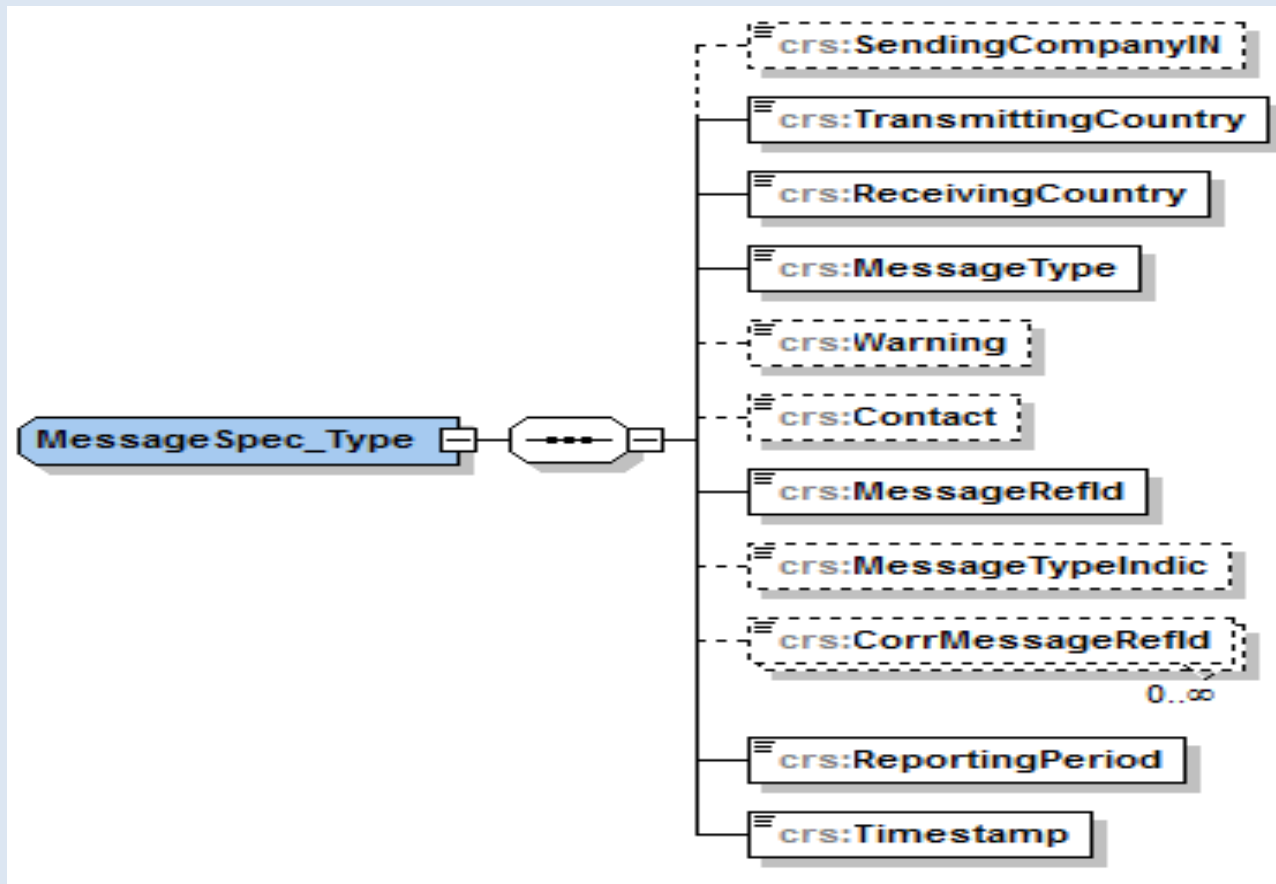 crs:SendingCompanyIN
crs:TransmittingCountry
crs:ReceivingCountry
crs:MessageType
crs:Warning
crs:Contact
MessageSpec_Type
crs:MessageRefId
crs:MessageTypeIndic
crs:CorrMessageRefId
0..∞
crs:ReportingPeriod
crs:Timestamp